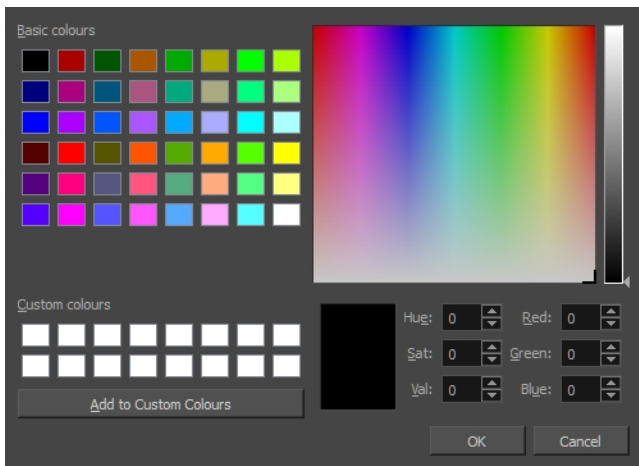 Basic colours
Custom colours
Add to Custom Colours
Hue: 0 Red: 0
Sat: 0 Green: 0
Val: 0 Blue: 0
OK Cancel